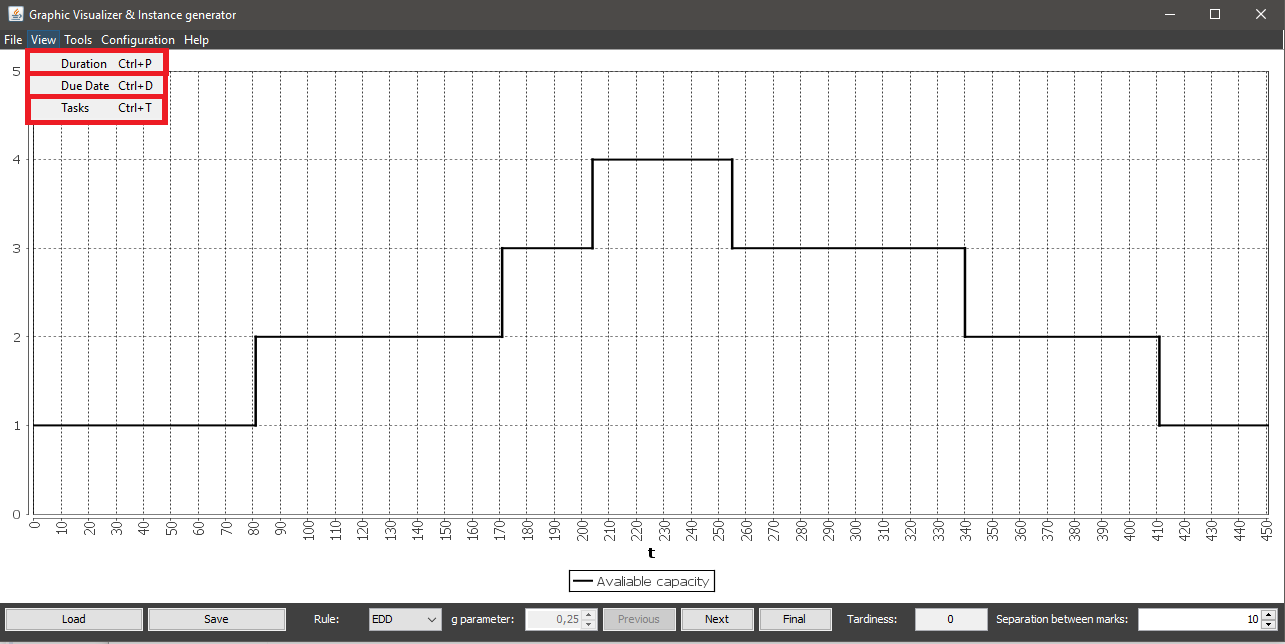 Graphic Visualizer & Instance generator
File View Tools Configuration Help
Duration Ctrl+P
Due Date Ctrl+D
Tasks Ctrl+T
5
4
3
2
1
0
0 10 20 30 40 50 60 70 80 90 100 110 120 130 140 150 160 170 180 190 200 210 220 230 240 250 260 270 280 290 300 310 320 330 340 350 360 370 380 390 400 410 420 430 440 450
t
Avaliable capacity
Load Save Rule: EDD g parameter: 0,25 Previous Next Final Tardiness: 0 Separation between marks: 10